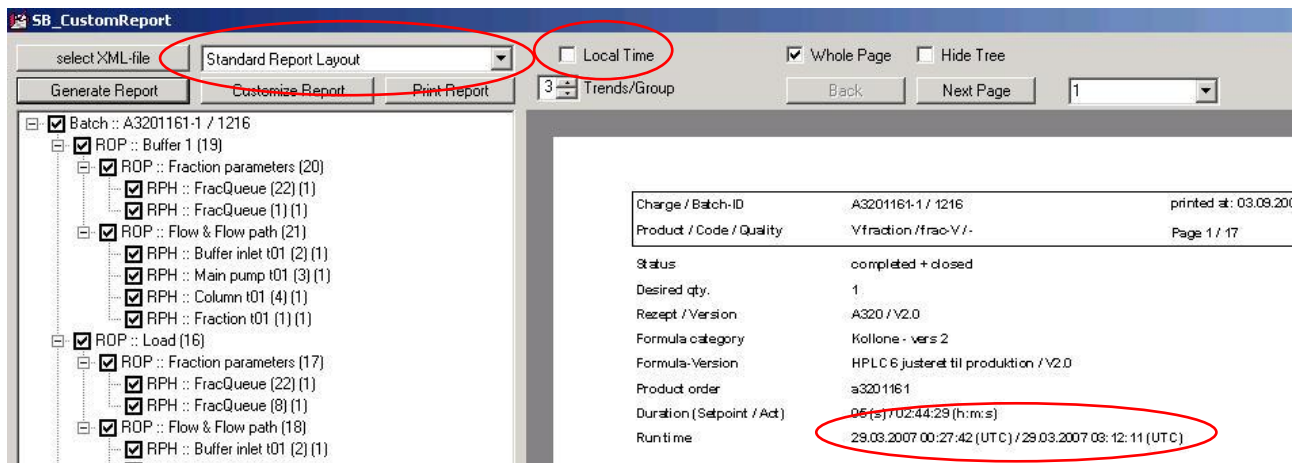 SB_CustomReport
select XML-file Standard Report Layout Local Time Whole Page Hide Tree
Generate Report Customize Report Print Report 3 Trends/Group Back Next Page 1
Batch :: A3201161-1 / 1216
ROP :: Buffer 1 (19)
ROP :: Fraction parameters (20)
RPH :: FracQueue (22) (1)
RPH :: FracQueue (1) (1)
ROP :: Flow & Flow path (21)
RPH :: Buffer inlet t01 (2) (1)
RPH :: Main pump t01 (3) (1)
RPH :: Column t01 (4) (1)
RPH :: Fraction t01 (1) (1)
ROP :: Load (16)
ROP :: Fraction parameters (17)
RPH :: FracQueue (22) (1)
RPH :: FracQueue (8) (1)
ROP :: Flow & Flow path (18)
RPH :: Buffer inlet t01 (2) (1)
Charge / Batch-ID A3201161-1 / 1216 printed at: 03.09.200
Product / Code / Quality V fraction / frac-V / - Page 1 / 17
Status completed + closed
Desired qty. 1
Rezept / Version A320 / V2.0
Formula category Kollone - vers 2
Formula-Version HPLC 6 justeret til produktion / V2.0
Product order a3201161
Duration (Setpoint / Act) 05 (s) / 02:44:29 (h:m:s)
Runtime 29.03.2007 00:27:42 (UTC) / 29.03.2007 03:12:11 (UTC)